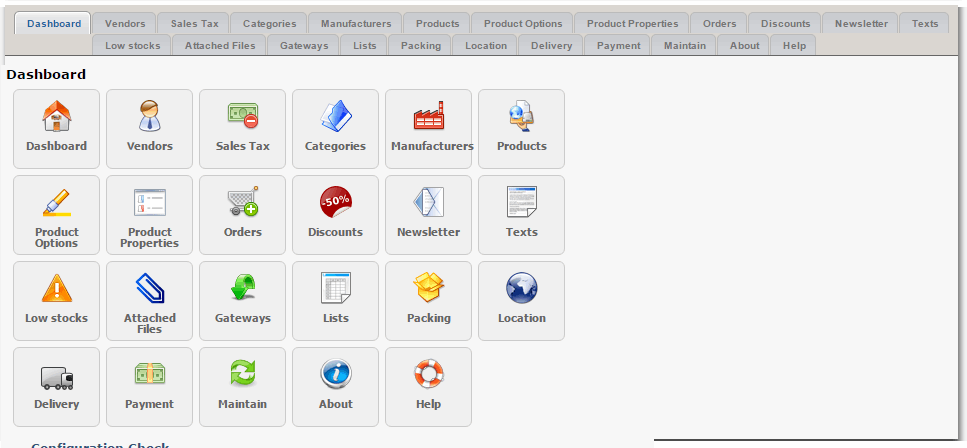 Dashboard Vendors Sales Tax Categories Manufacturers Products Product Options Product Properties Orders Discounts Newsletter Texts
Low stocks Attached Files Gateways Lists Packing Location Delivery Payment Maintain About Help
Dashboard
Dashboard Vendors Sales Tax Categories Manufacturers Products
-50%
Product Options Product Properties Orders Discounts Newsletter Texts
Low stocks Attached Files Gateways Lists Packing Location
Delivery Payment Maintain About Help
Configuration Check